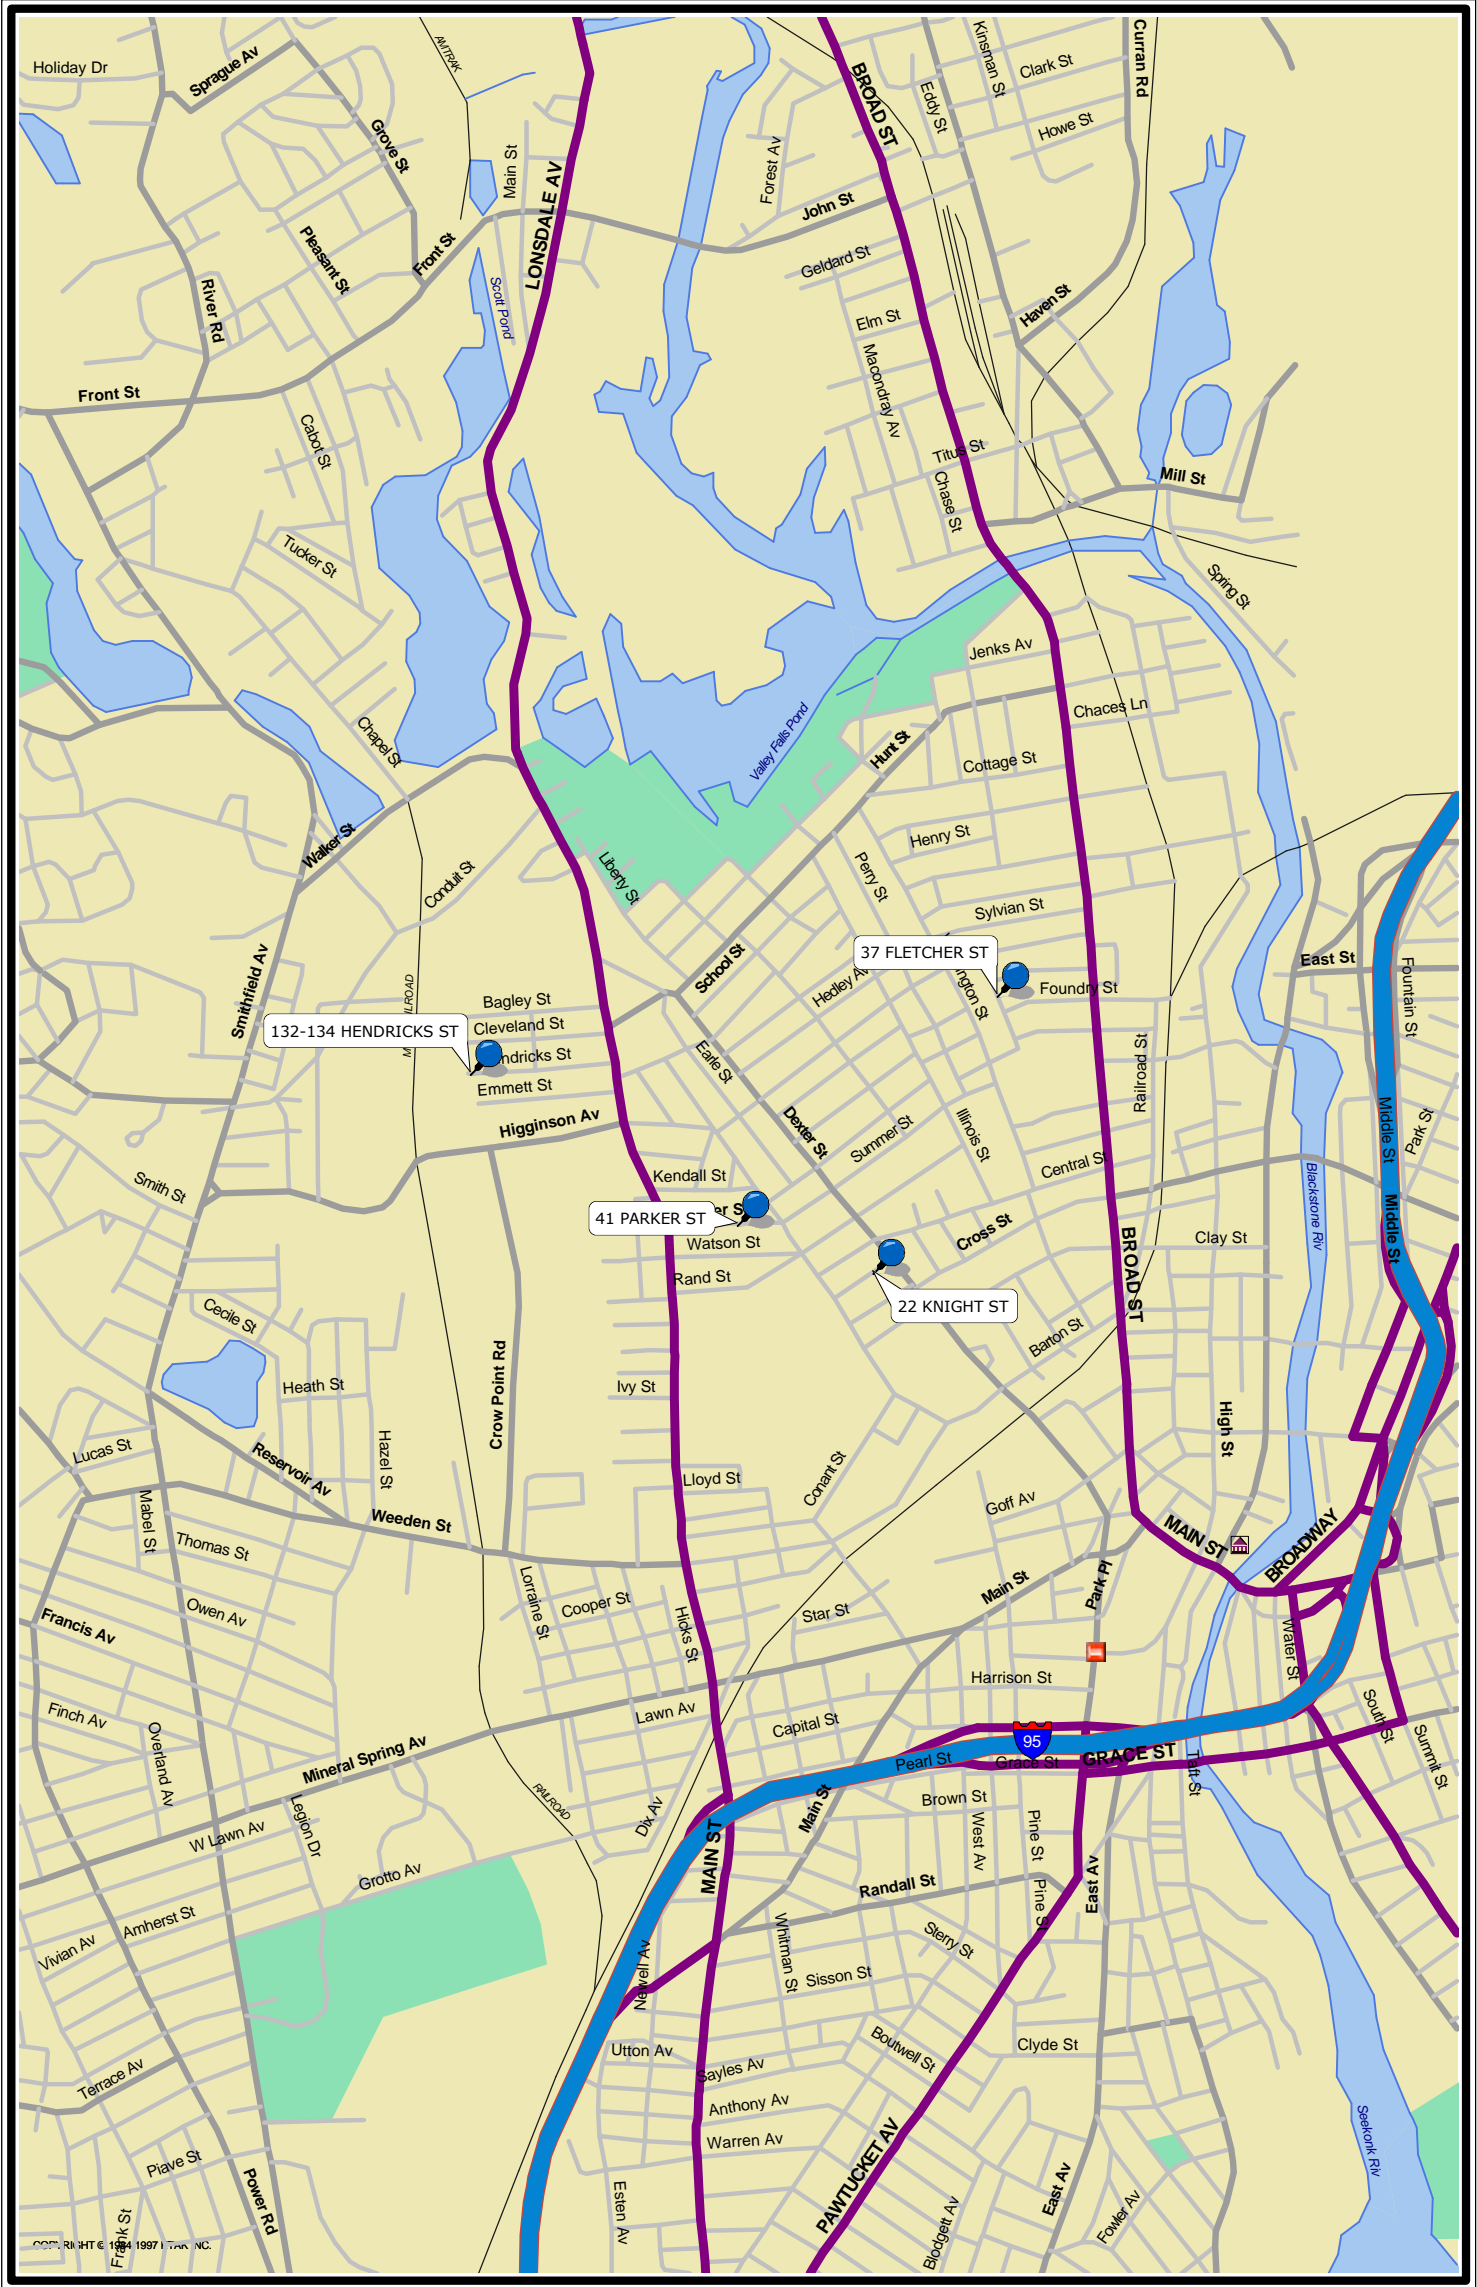 Holiday Dr
Sprague Av
AMTRAK
Grove St
Main St
LONSDALE AV
Forest Av
BROAD ST
Eddy St
Kinsman St
Clark St
Curran Rd
Howe St
John St
Pleasant St
Front St
Geldard St
River Rd
Scott Pond
Elm St
Haven St
Macondray Av
Front St
Cabot St
Titus St
Chase St
Mill St
Tucker St
Spring St
Jenks Av
Chaces Ln
Chapel St
Valley Falls Pond
Hunt St
Cottage St
Walker St
Henry St
Conduit St
Liberty St
Perry St
Sylvian St
Smithfield Av
School St
37 FLETCHER ST
East St
Hedley Av
ngton St
Foundry St
Fountain St
Bagley St
ILROAD
132-134 HENDRICKS ST
Cleveland St
ndricks St
Emmett St
Earle St
Railroad St
Higginson Av
Dexter St
Summer St
Illinois St
Middle St
Park St
Smith St
Kendall St
Central St
Blackstone Riv
41 PARKER ST
er S
Watson St
Cross St
BROAD ST
Clay St
Middle St
Rand St
22 KNIGHT ST
Cecile St
Barton St
Heath St
Crow Point Rd
Ivy St
High St
Lucas St
Reservoir Av
Hazel St
Lloyd St
Conant St
Goff Av
Mabel St
Weeden St
Thomas St
MAIN ST
BROADWAY
Lorraine St
Cooper St
Main St
Park Pl
Owen Av
Francis Av
Hicks St
Star St
Water St
Harrison St
Finch Av
Overland Av
Lawn Av
Capital St
South St
Mineral Spring Av
95
Pearl St
Grace St
GRACE ST
Taft St
Summit St
RAILROAD
Legion Dr
Dix Av
Main St
Brown St
West Av
Pine St
W Lawn Av
MAIN ST
Grotto Av
Randall St
East Av
Pine St
Amherst St
Vivian Av
Whitman St
Sterry St
Newell Av
Sisson St
Utton Av
Boutwell St
Clyde St
Terrace Av
Sayles Av
Anthony Av
Warren Av
Seekonk Riv
Piave St
Power Rd
PAWTUCKET AV
East Av
Esten Av
Blodgett Av
Fowler Av
Frank St